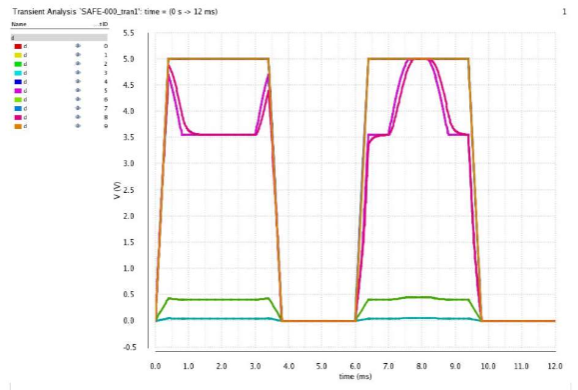 Transient Analysis `SAFE-000_tran1': time = (0 s -> 12 ms)
1
Name
d 0
d 1
d 2
d 3
d 4
d 5
d 6
d 7
d 8
d 9
V (V)
5.5
5.0
4.5
4.0
3.5
3.0
2.5
2.0
1.5
1.0
0.5
0.0
-0.5
0.0 1.0 2.0 3.0 4.0 5.0 6.0 7.0 8.0 9.0 10.0 11.0 12.0
time (ms)